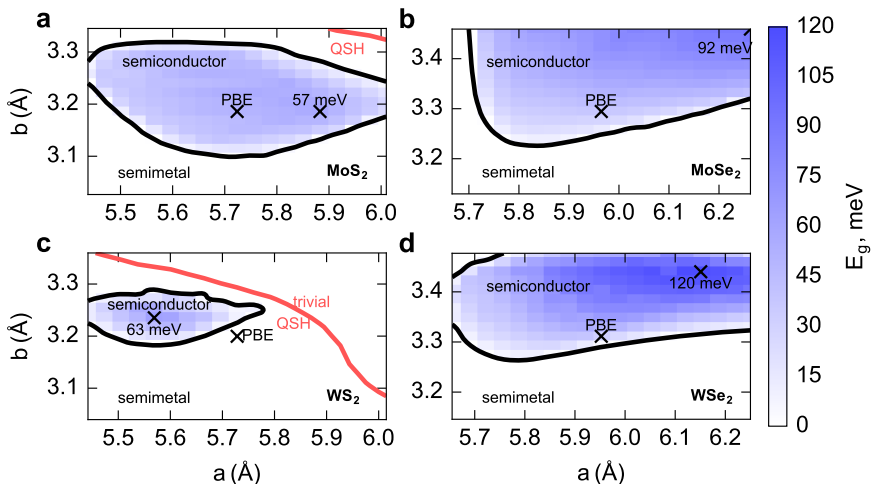 a
b (Å)
3.3
3.2
3.1
semiconductor
PBE
57 meV
QSH
semimetal
MoS2
5.5
5.6
5.7
5.8
5.9
6.0
b
3.4
3.3
3.2
semiconductor
92 meV
PBE
semimetal
MoSe2
5.7
5.8
5.9
6.0
6.1
6.2
c
b (Å)
3.3
3.2
3.1
semiconductor
63 meV
PBE
trivial
QSH
semimetal
WS2
5.5
5.6
5.7
5.8
5.9
6.0
a (Å)
d
3.4
3.3
3.2
semiconductor
120 meV
PBE
semimetal
WSe2
5.7
5.8
5.9
6.0
6.1
6.2
a (Å)
120
105
90
75
60
45
30
15
0
Eg, meV